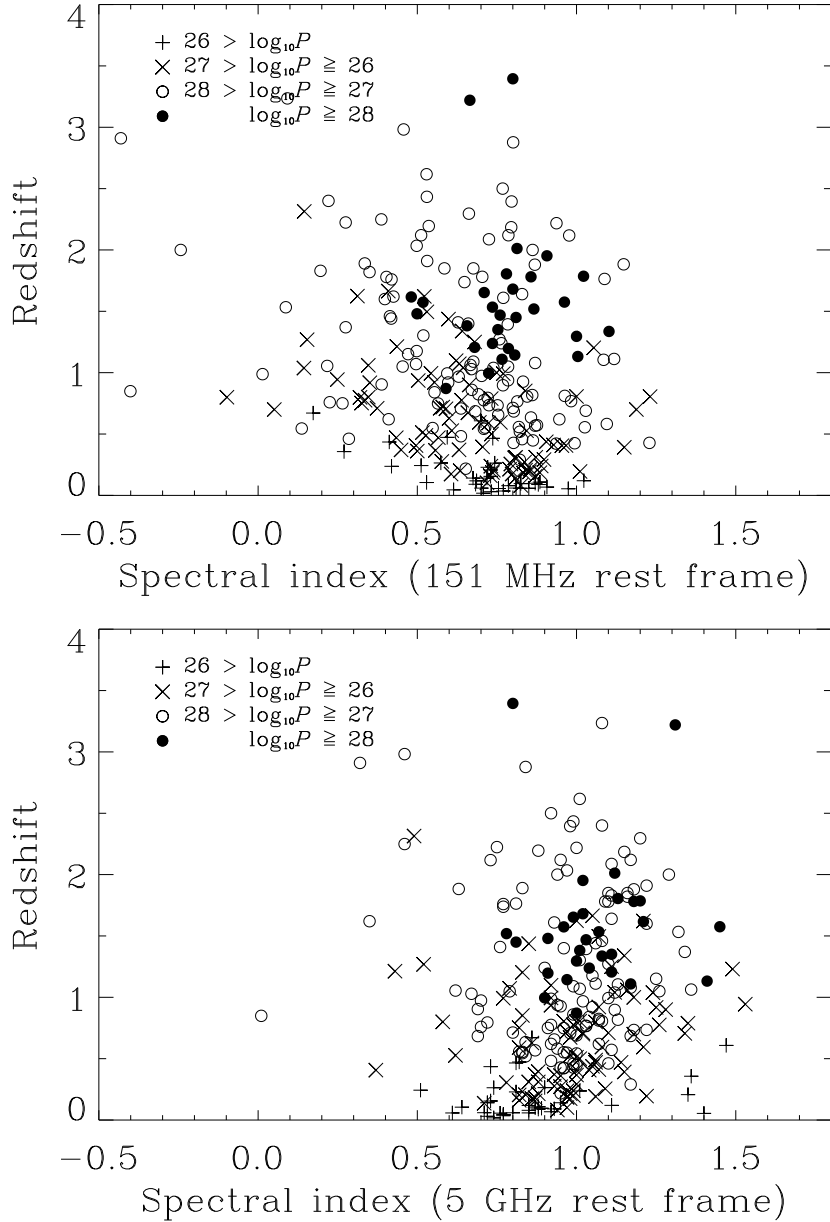 4
26 > log₁₀P
27 > log₁₀P ≧ 26
28 > log₁₀P ≧ 27
log₁₀P ≧ 28
3
2
1
0
Redshift
−0.5 0.0 0.5 1.0 1.5
Spectral index (151 MHz rest frame)
4
26 > log₁₀P
27 > log₁₀P ≧ 26
28 > log₁₀P ≧ 27
log₁₀P ≧ 28
3
2
1
0
Redshift
−0.5 0.0 0.5 1.0 1.5
Spectral index (5 GHz rest frame)